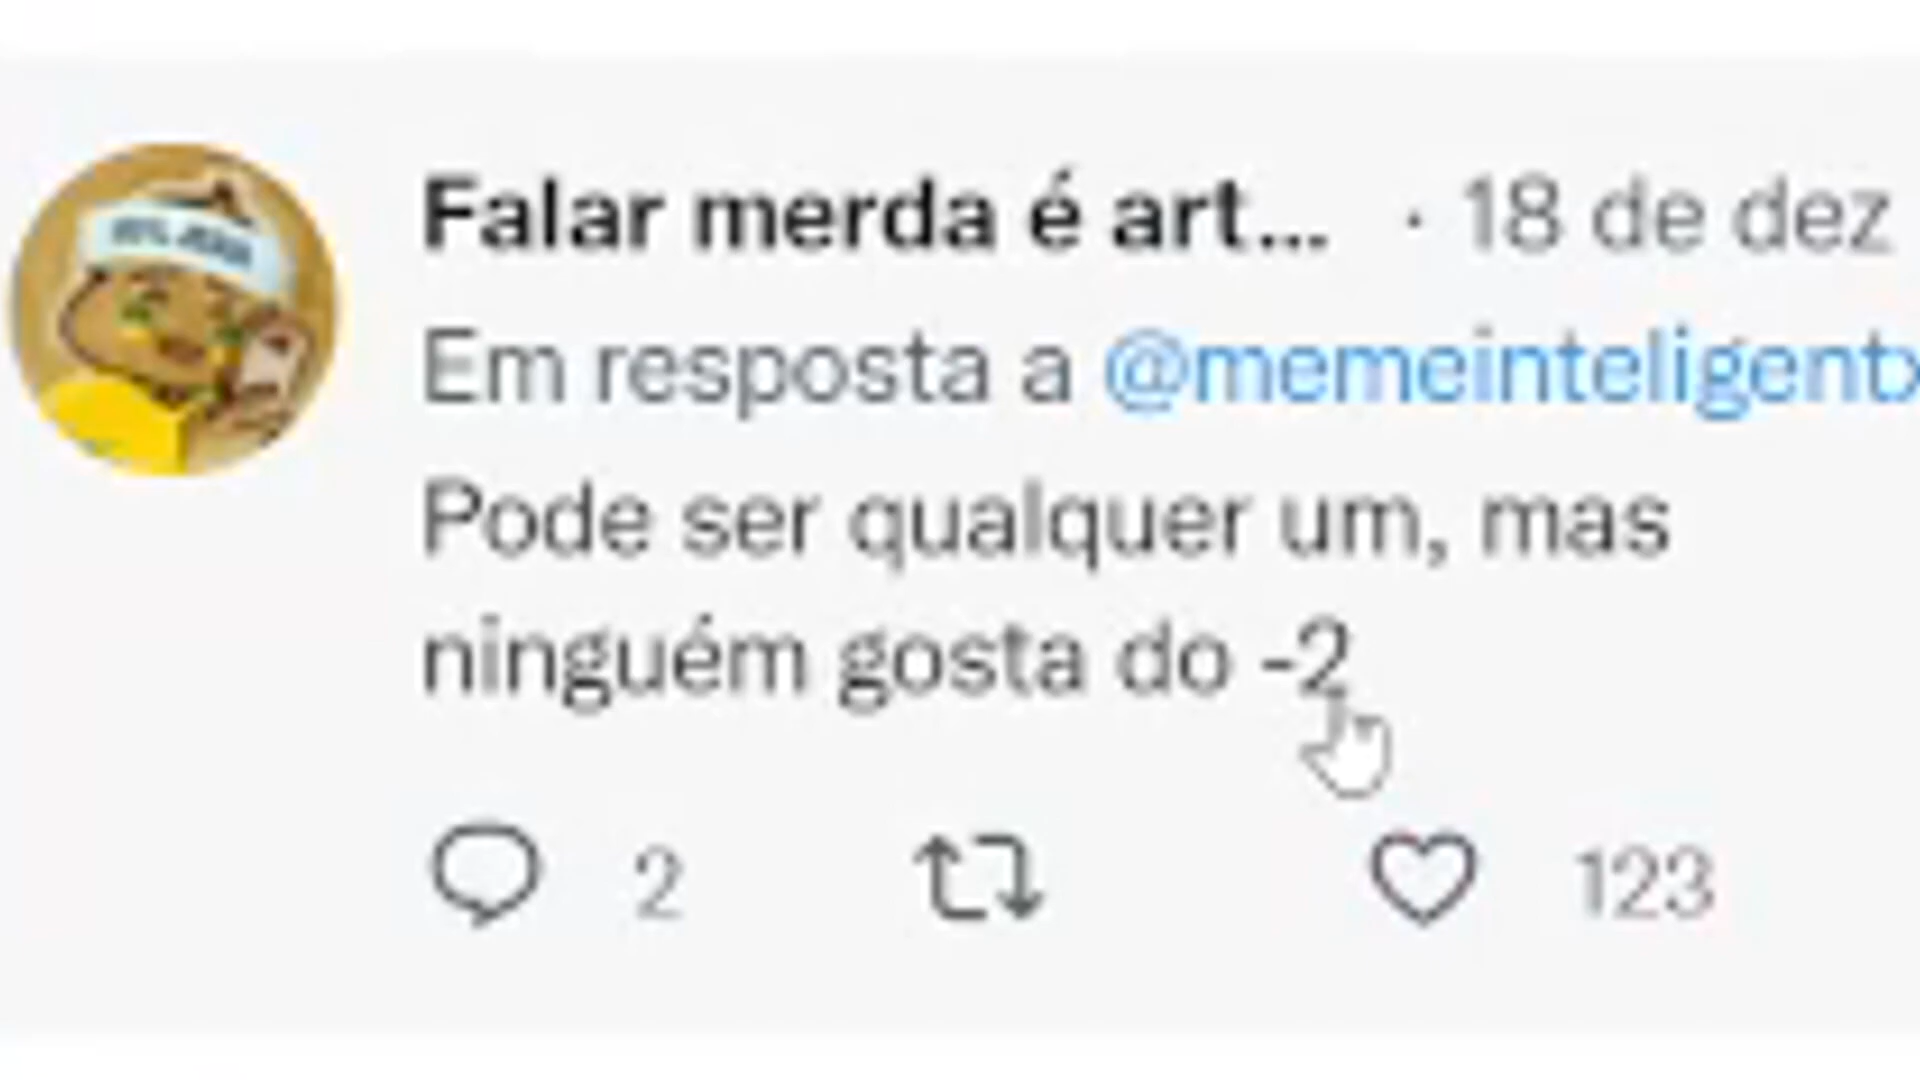 Falar merda é art... · 18 de dez
Em resposta a @memeinteligent
Pode ser qualquer um, mas
ninguém gosta do -2
2 123